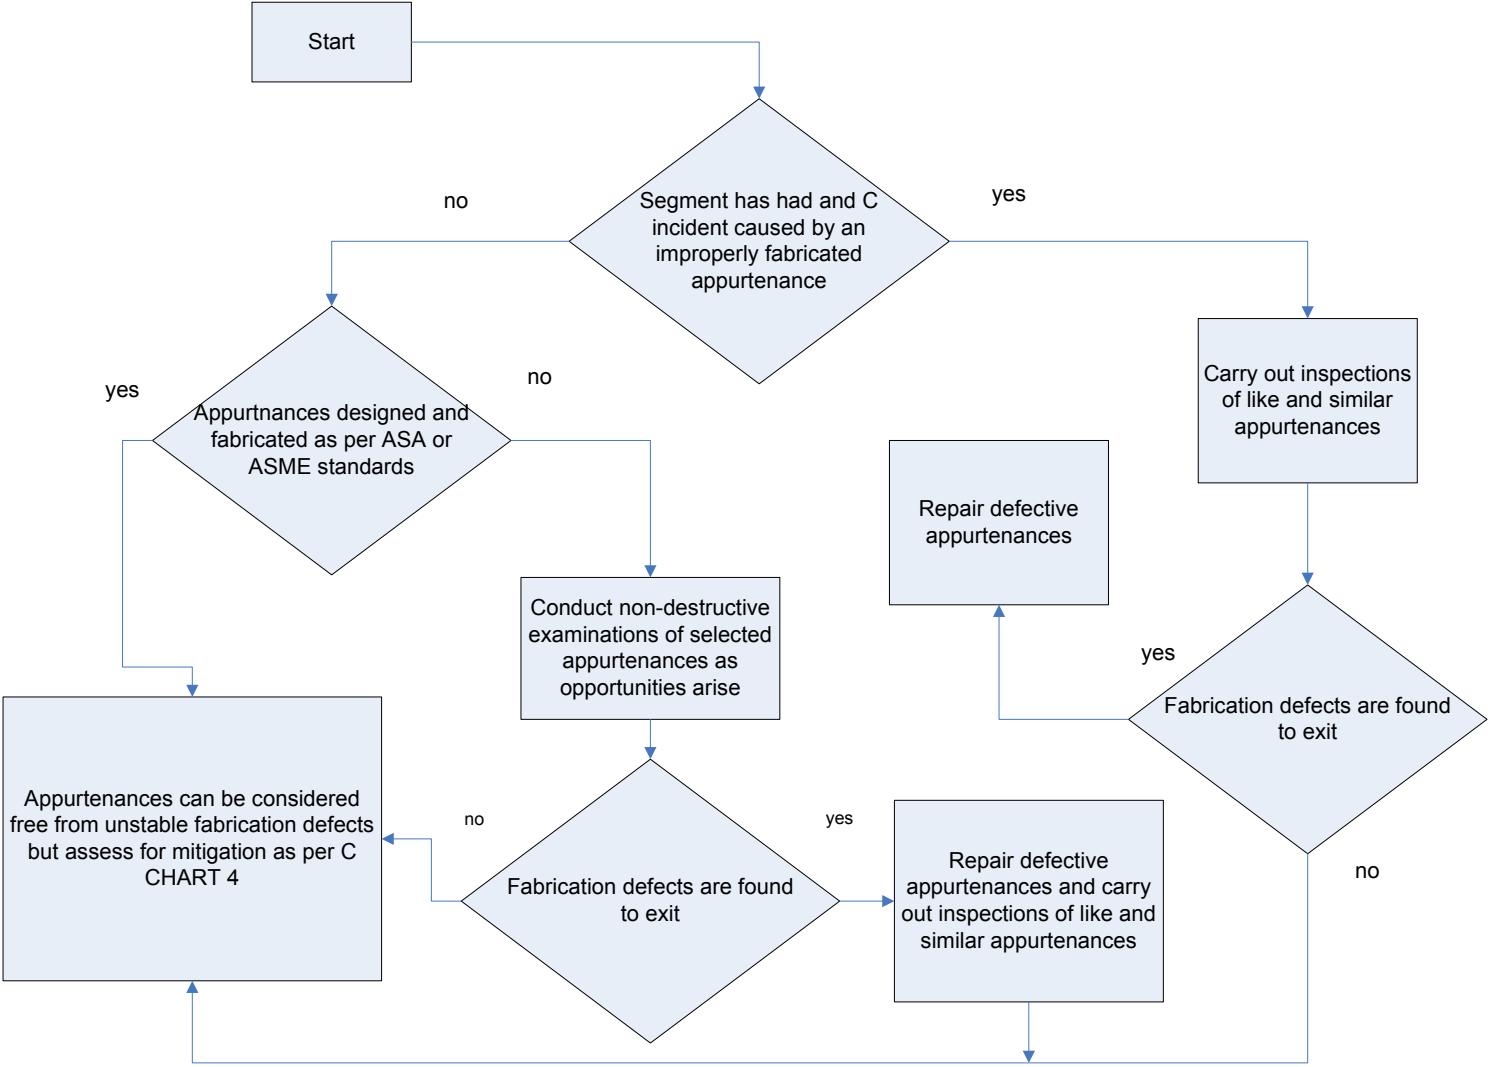 Start
Segment has had and C
incident caused by an
improperly fabricated
appurtenance
no
yes
Appurtnances designed and
fabricated as per ASA or
ASME standards
yes
no
Carry out inspections
of like and similar
appurtenances
Repair defective
appurtenances
Conduct non-destructive
examinations of selected
appurtenances as
opportunities arise
yes
Fabrication defects are found
to exit
no
Appurtenances can be considered
free from unstable fabrication defects
but assess for mitigation as per C
CHART 4
no
Fabrication defects are found
to exit
yes
Repair defective
appurtenances and carry
out inspections of like and
similar appurtenances